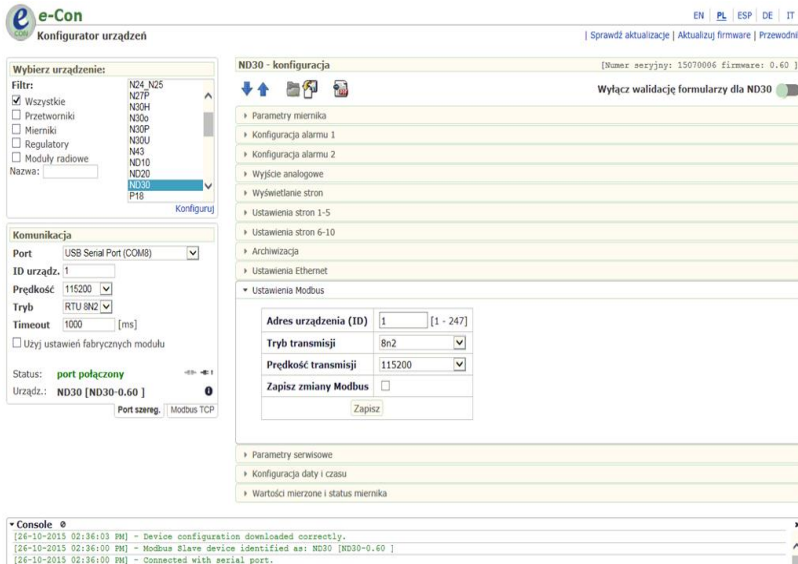 e-Con
CON
Konfigurator urządzeń
EN | PL | ESP | DE | IT
| Sprawdź aktualizacje | Aktualizuj firmware | Przewodni
Wybierz urządzenie:
Filtr:
Wszystkie
Przetworniki
Mierniki
Regulatory
Moduły radiowe
Nazwa:
N24_N25
N27P
N30H
N30o
N30P
N30U
N43
ND10
ND20
ND30
P18
Konfiguruj
Komunikacja
Port USB Serial Port (COM8)
ID urządz. 1
Prędkość 115200
Tryb RTU 8N2
Timeout 1000 [ms]
Użyj ustawień fabrycznych modułu
Status: port połączony
Urządz.: ND30 [ND30-0.60 ]
Port szereg. Modbus TCP
ND30 - konfiguracja
[Numer seryjny: 15070006 firmware: 0.60 ]
Wyłącz walidację formularzy dla ND30
Parametry miernika
Konfiguracja alarmu 1
Konfiguracja alarmu 2
Wyjście analogowe
Wyświetlanie stron
Ustawienia stron 1-5
Ustawienia stron 6-10
Archiwizacja
Ustawienia Ethernet
Ustawienia Modbus
Adres urządzenia (ID) 1 [1 - 247]
Tryb transmisji 8n2
Prędkość transmisji 115200
Zapisz zmiany Modbus
Zapisz
Parametry serwisowe
Konfiguracja daty i czasu
Wartości mierzone i status miernika
Console
[26-10-2015 02:36:03 PM] - Device configuration downloaded correctly.
[26-10-2015 02:36:00 PM] - Modbus Slave device identified as: ND30 [ND30-0.60 ]
[26-10-2015 02:36:00 PM] - Connected with serial port.